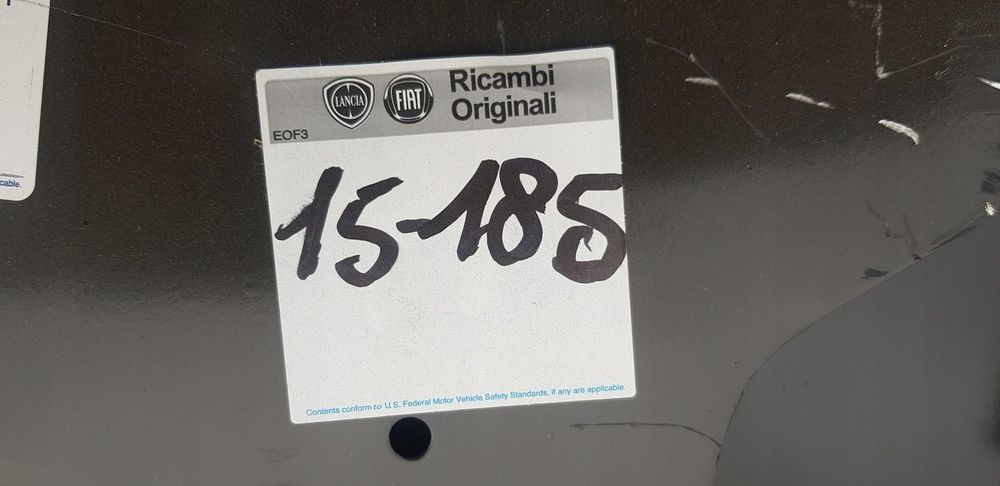 LANCIA
FIAT
Ricambi
Originali
EOF3
15-185
Contents conform to U.S. Federal Motor Vehicle Safety Standards, if any are applicable.
cable.